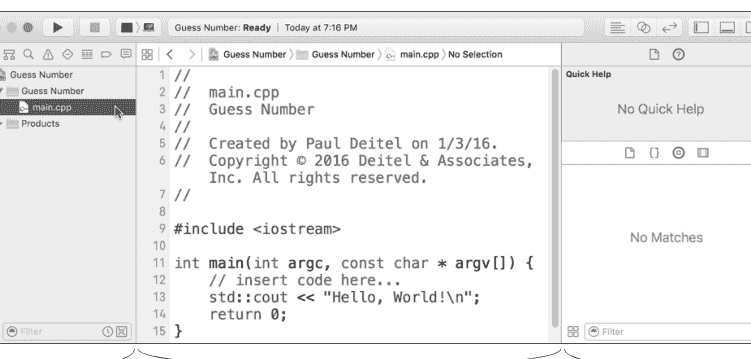 Guess Number: Ready | Today at 7:16 PM
Guess Number 〉 Guess Number 〉 main.cpp 〉 No Selection
Guess Number
Guess Number
main.cpp
Products
Filter
1 //
2 //  main.cpp
3 //  Guess Number
4 //
5 //  Created by Paul Deitel on 1/3/16.
6 //  Copyright © 2016 Deitel & Associates,
Inc. All rights reserved.
7 //
8
9 #include <iostream>
10
11 int main(int argc, const char * argv[]) {
12     // insert code here...
13     std::cout << "Hello, World!\n";
14     return 0;
15 }
Quick Help
No Quick Help
{}
No Matches
Filter